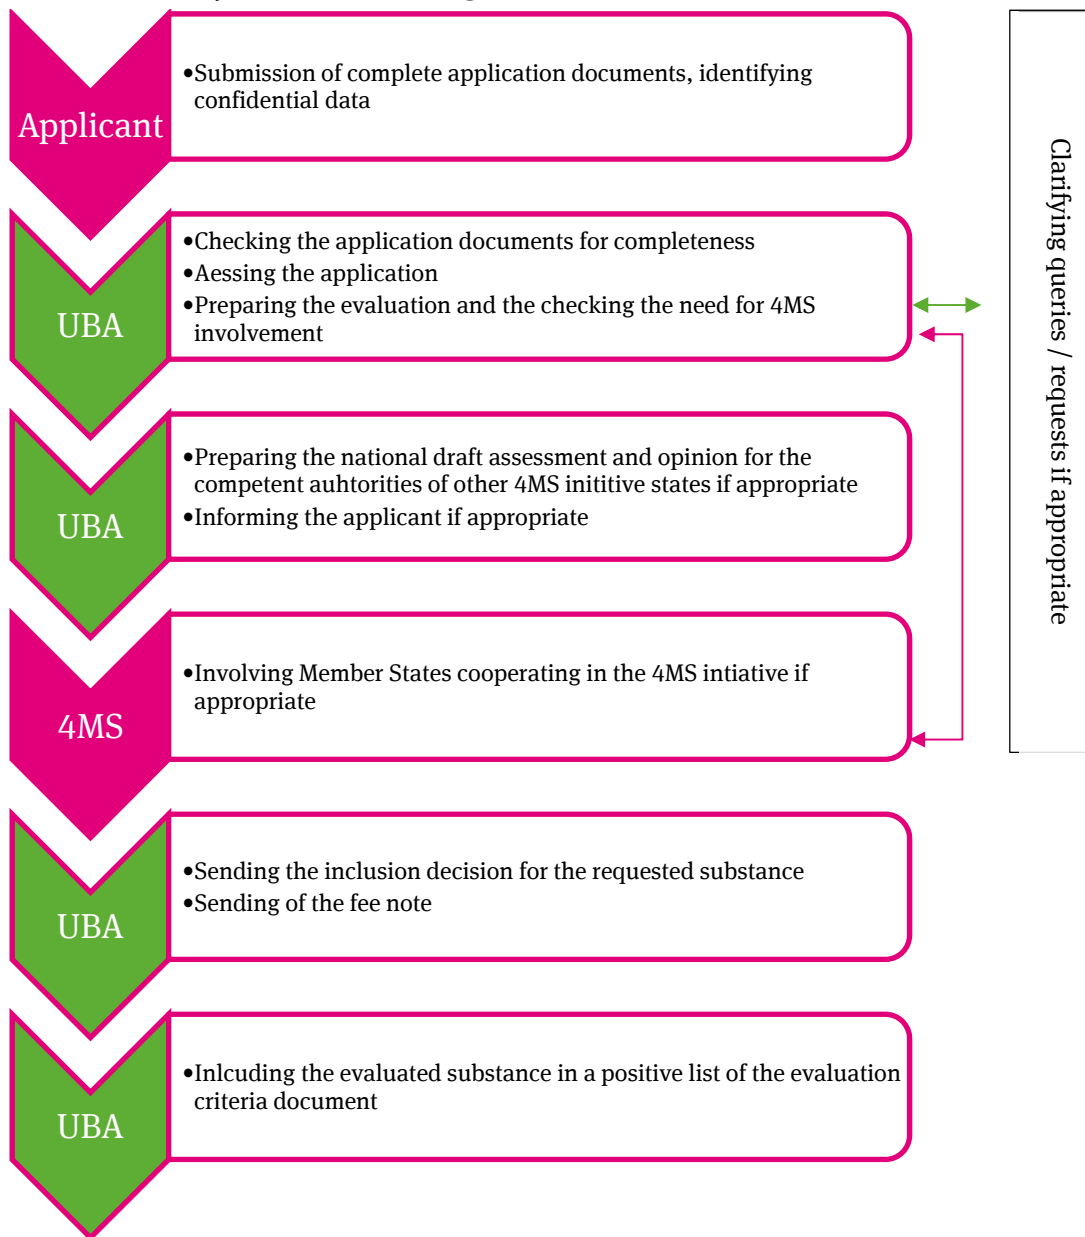 Applicant
•Submission of complete application documents, identifying
confidential data
UBA
•Checking the application documents for completeness
•Aessing the application
•Preparing the evaluation and the checking the need for 4MS
involvement
UBA
•Preparing the national draft assessment and opinion for the
competent auhtorities of other 4MS inititive states if appropriate
•Informing the applicant if appropriate
4MS
•Involving Member States cooperating in the 4MS intiative if
appropriate
UBA
•Sending the inclusion decision for the requested substance
•Sending of the fee note
UBA
•Inlcuding the evaluated substance in a positive list of the evaluation
criteria document
Clarifying queries / requests if appropriate